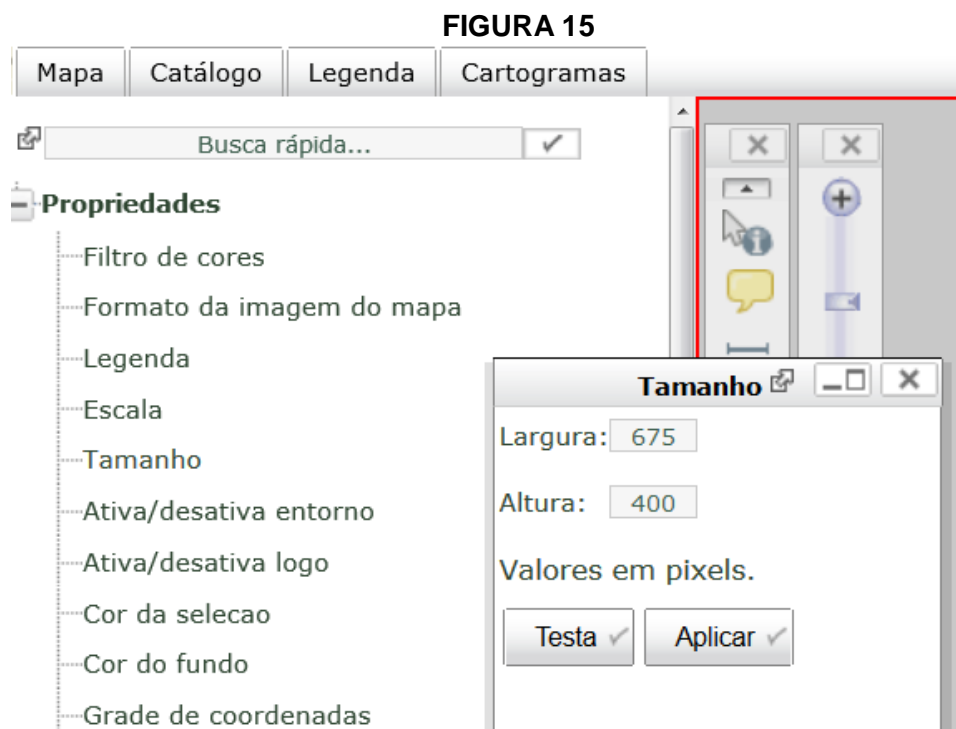 FIGURA 15
Mapa Catálogo Legenda Cartogramas
Busca rápida...
Propriedades
Filtro de cores
Formato da imagem do mapa
Legenda
Escala
Tamanho
Ativa/desativa entorno
Ativa/desativa logo
Cor da selecao
Cor do fundo
Grade de coordenadas
Tamanho
Largura: 675
Altura: 400
Valores em pixels.
Testa Aplicar